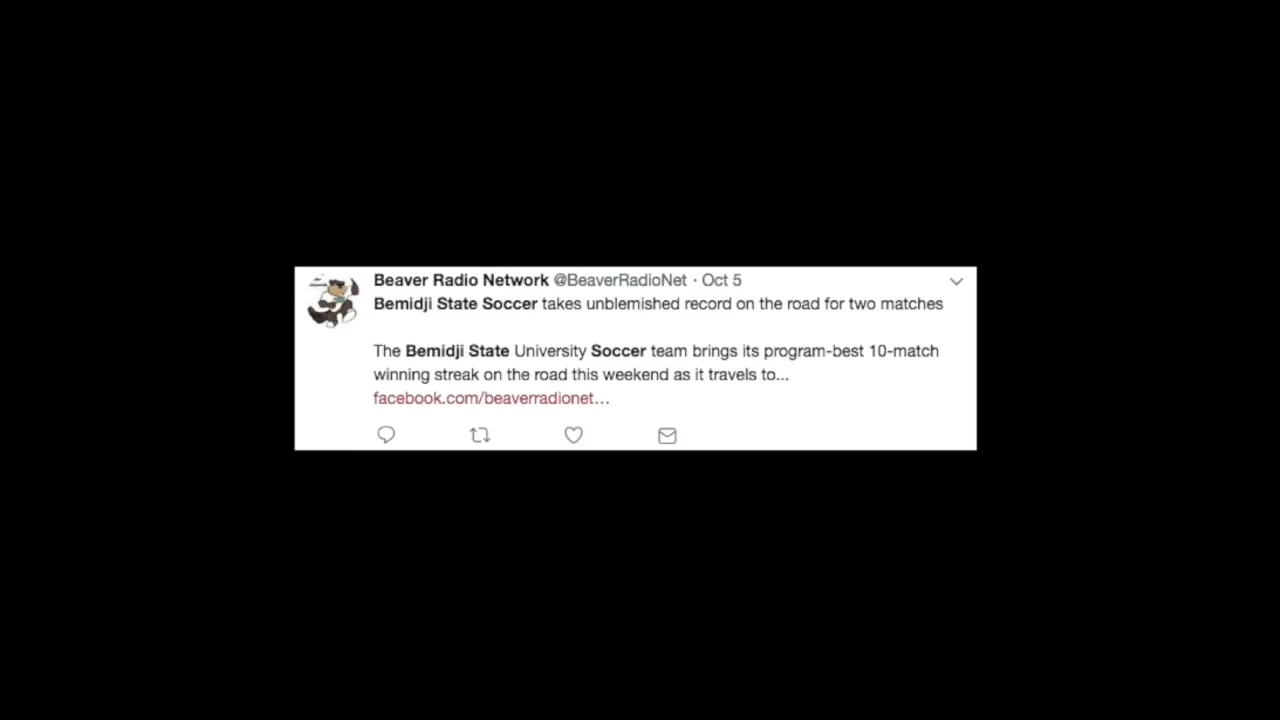 Beaver Radio Network @BeaverRadioNet · Oct 5
Bemidji State Soccer takes unblemished record on the road for two matches
The Bemidji State University Soccer team brings its program-best 10-match
winning streak on the road this weekend as it travels to...
facebook.com/beaverradionet...